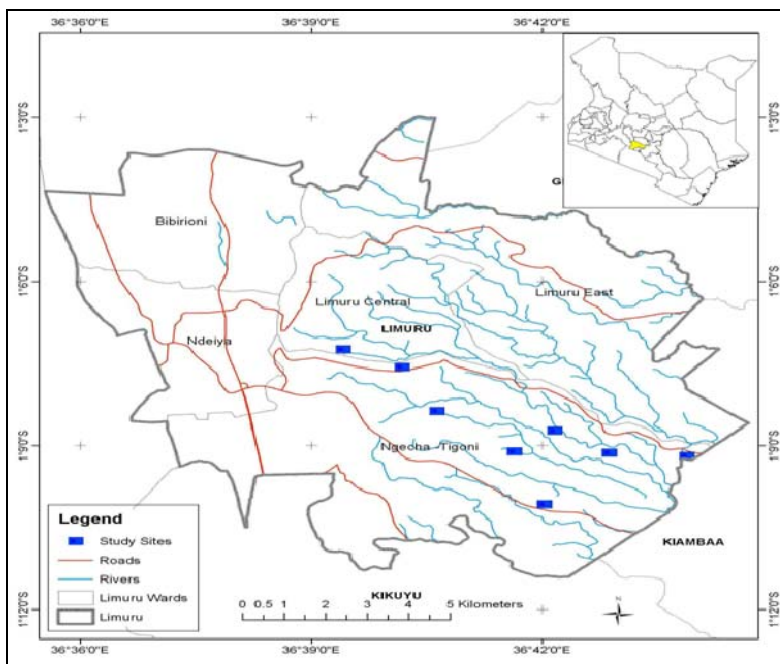 36°36'0"E
36°39'0"E
36°42'0"E
1°3'0"S
1°3'0"S
G
Bibirioni
1°6'0"S
1°6'0"S
Limuru Central
Limuru East
LIMURU
Ndeiya
1°9'0"S
1°9'0"S
Ngecha -Tigonii
Legend
Study Sites
Roads
Rivers
Limuru Wards
Limuru
KIAMBAA
KIKUYU
0 0.5 1 2 3 4 5 Kilometers
N
1°12'0"S
1°12'0"S
36°36'0"E
36°39'0"E
36°42'0"E